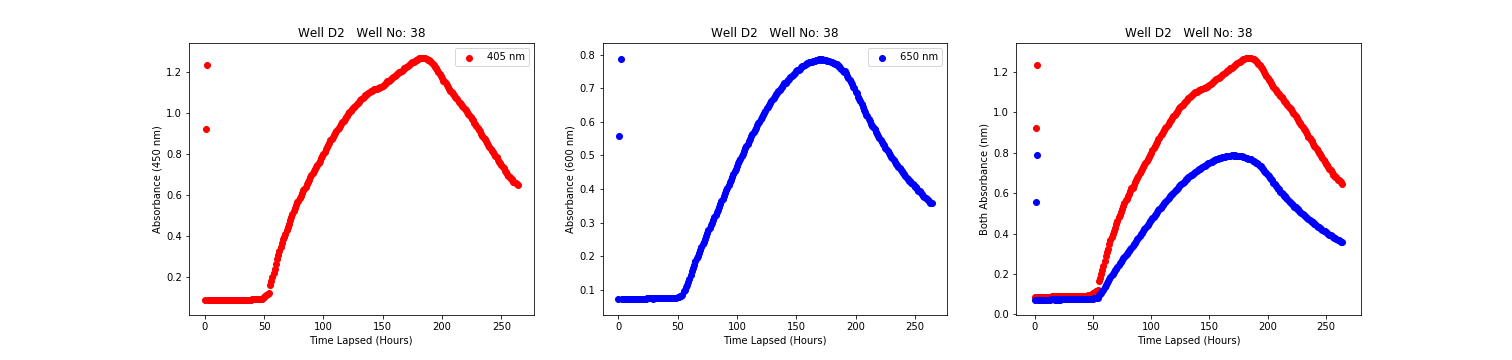 Well D2   Well No: 38
405 nm
1.2
1.0
0.8
0.6
0.4
0.2
Absorbance (450 nm)
0 50 100 150 200 250
Time Lapsed (Hours)
Well D2   Well No: 38
650 nm
0.8
0.7
0.6
0.5
0.4
0.3
0.2
0.1
Absorbance (600 nm)
0 50 100 150 200 250
Time Lapsed (Hours)
Well D2   Well No: 38
1.2
1.0
0.8
0.6
0.4
0.2
0.0
Both Absorbance (nm)
0 50 100 150 200 250
Time Lapsed (Hours)